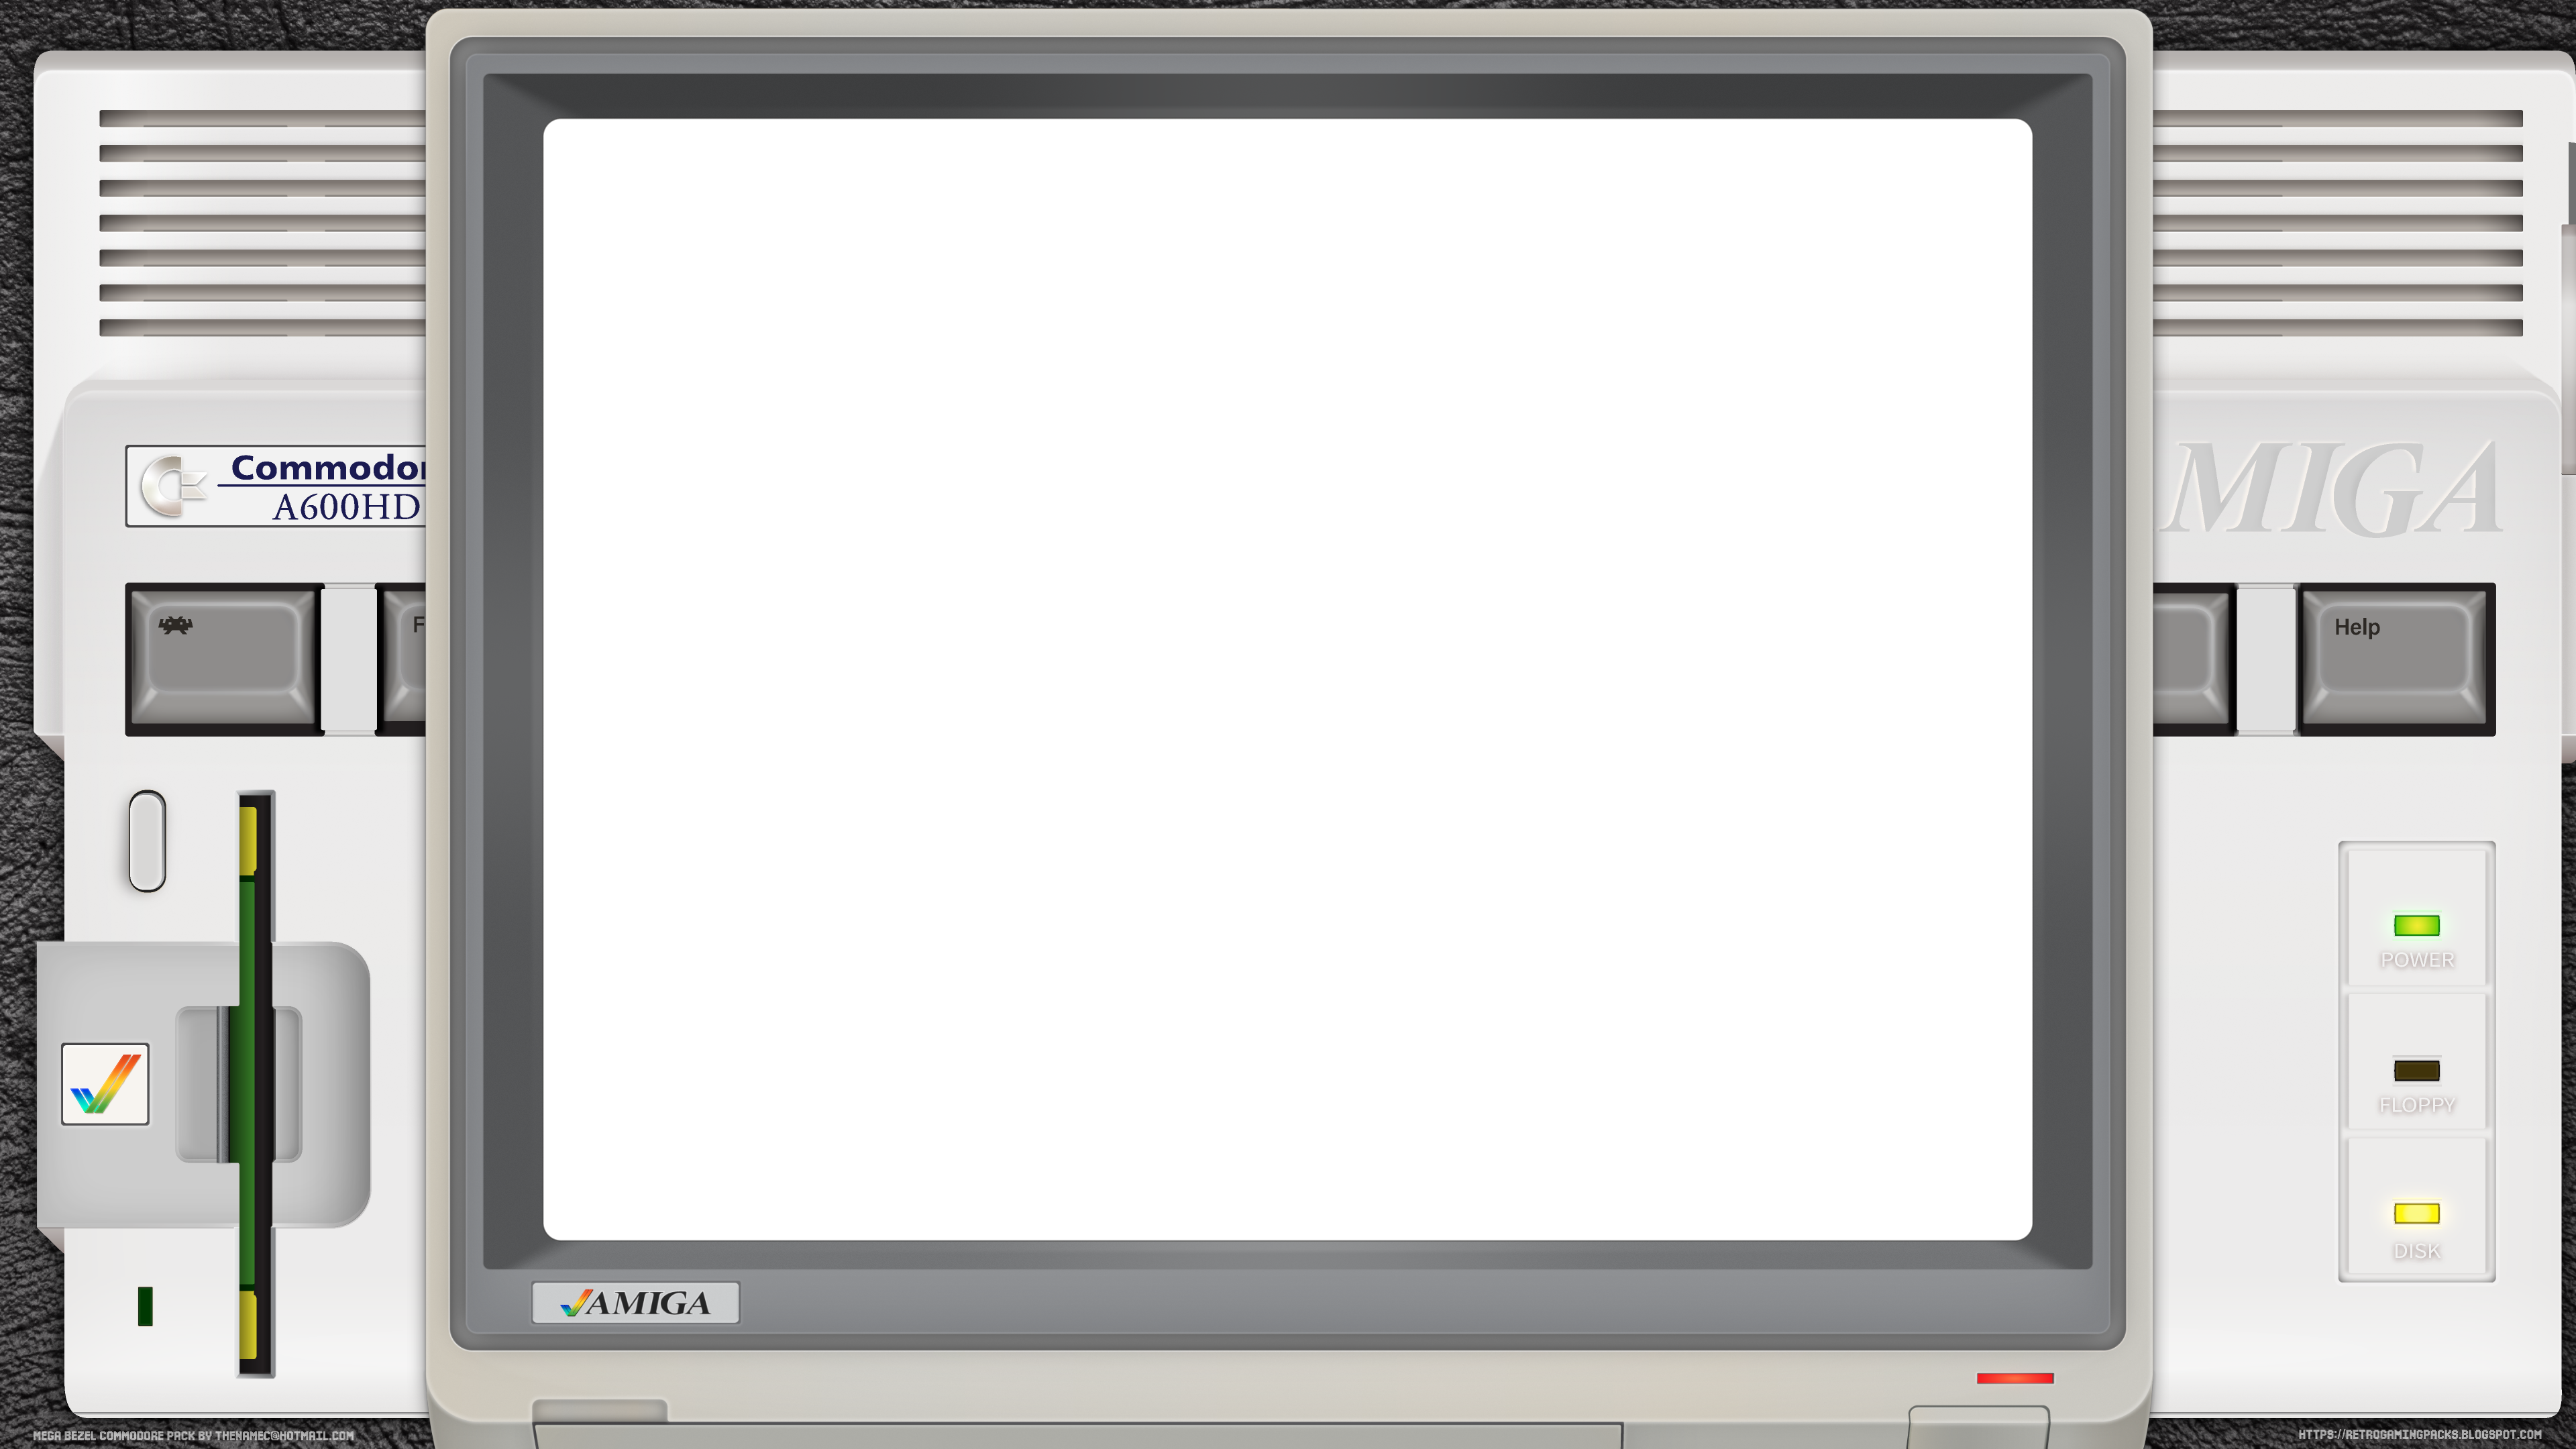 Commodor
A600HD
MIGA
F
Help
POWER
FLOPPY
DISK
AMIGA
MEGA BEZEL COMMODORE PACK BY THENAMEC@HOTMAIL.COM
HTTPS://RETROGAMINGPACKS.BLOGSPOT.COM